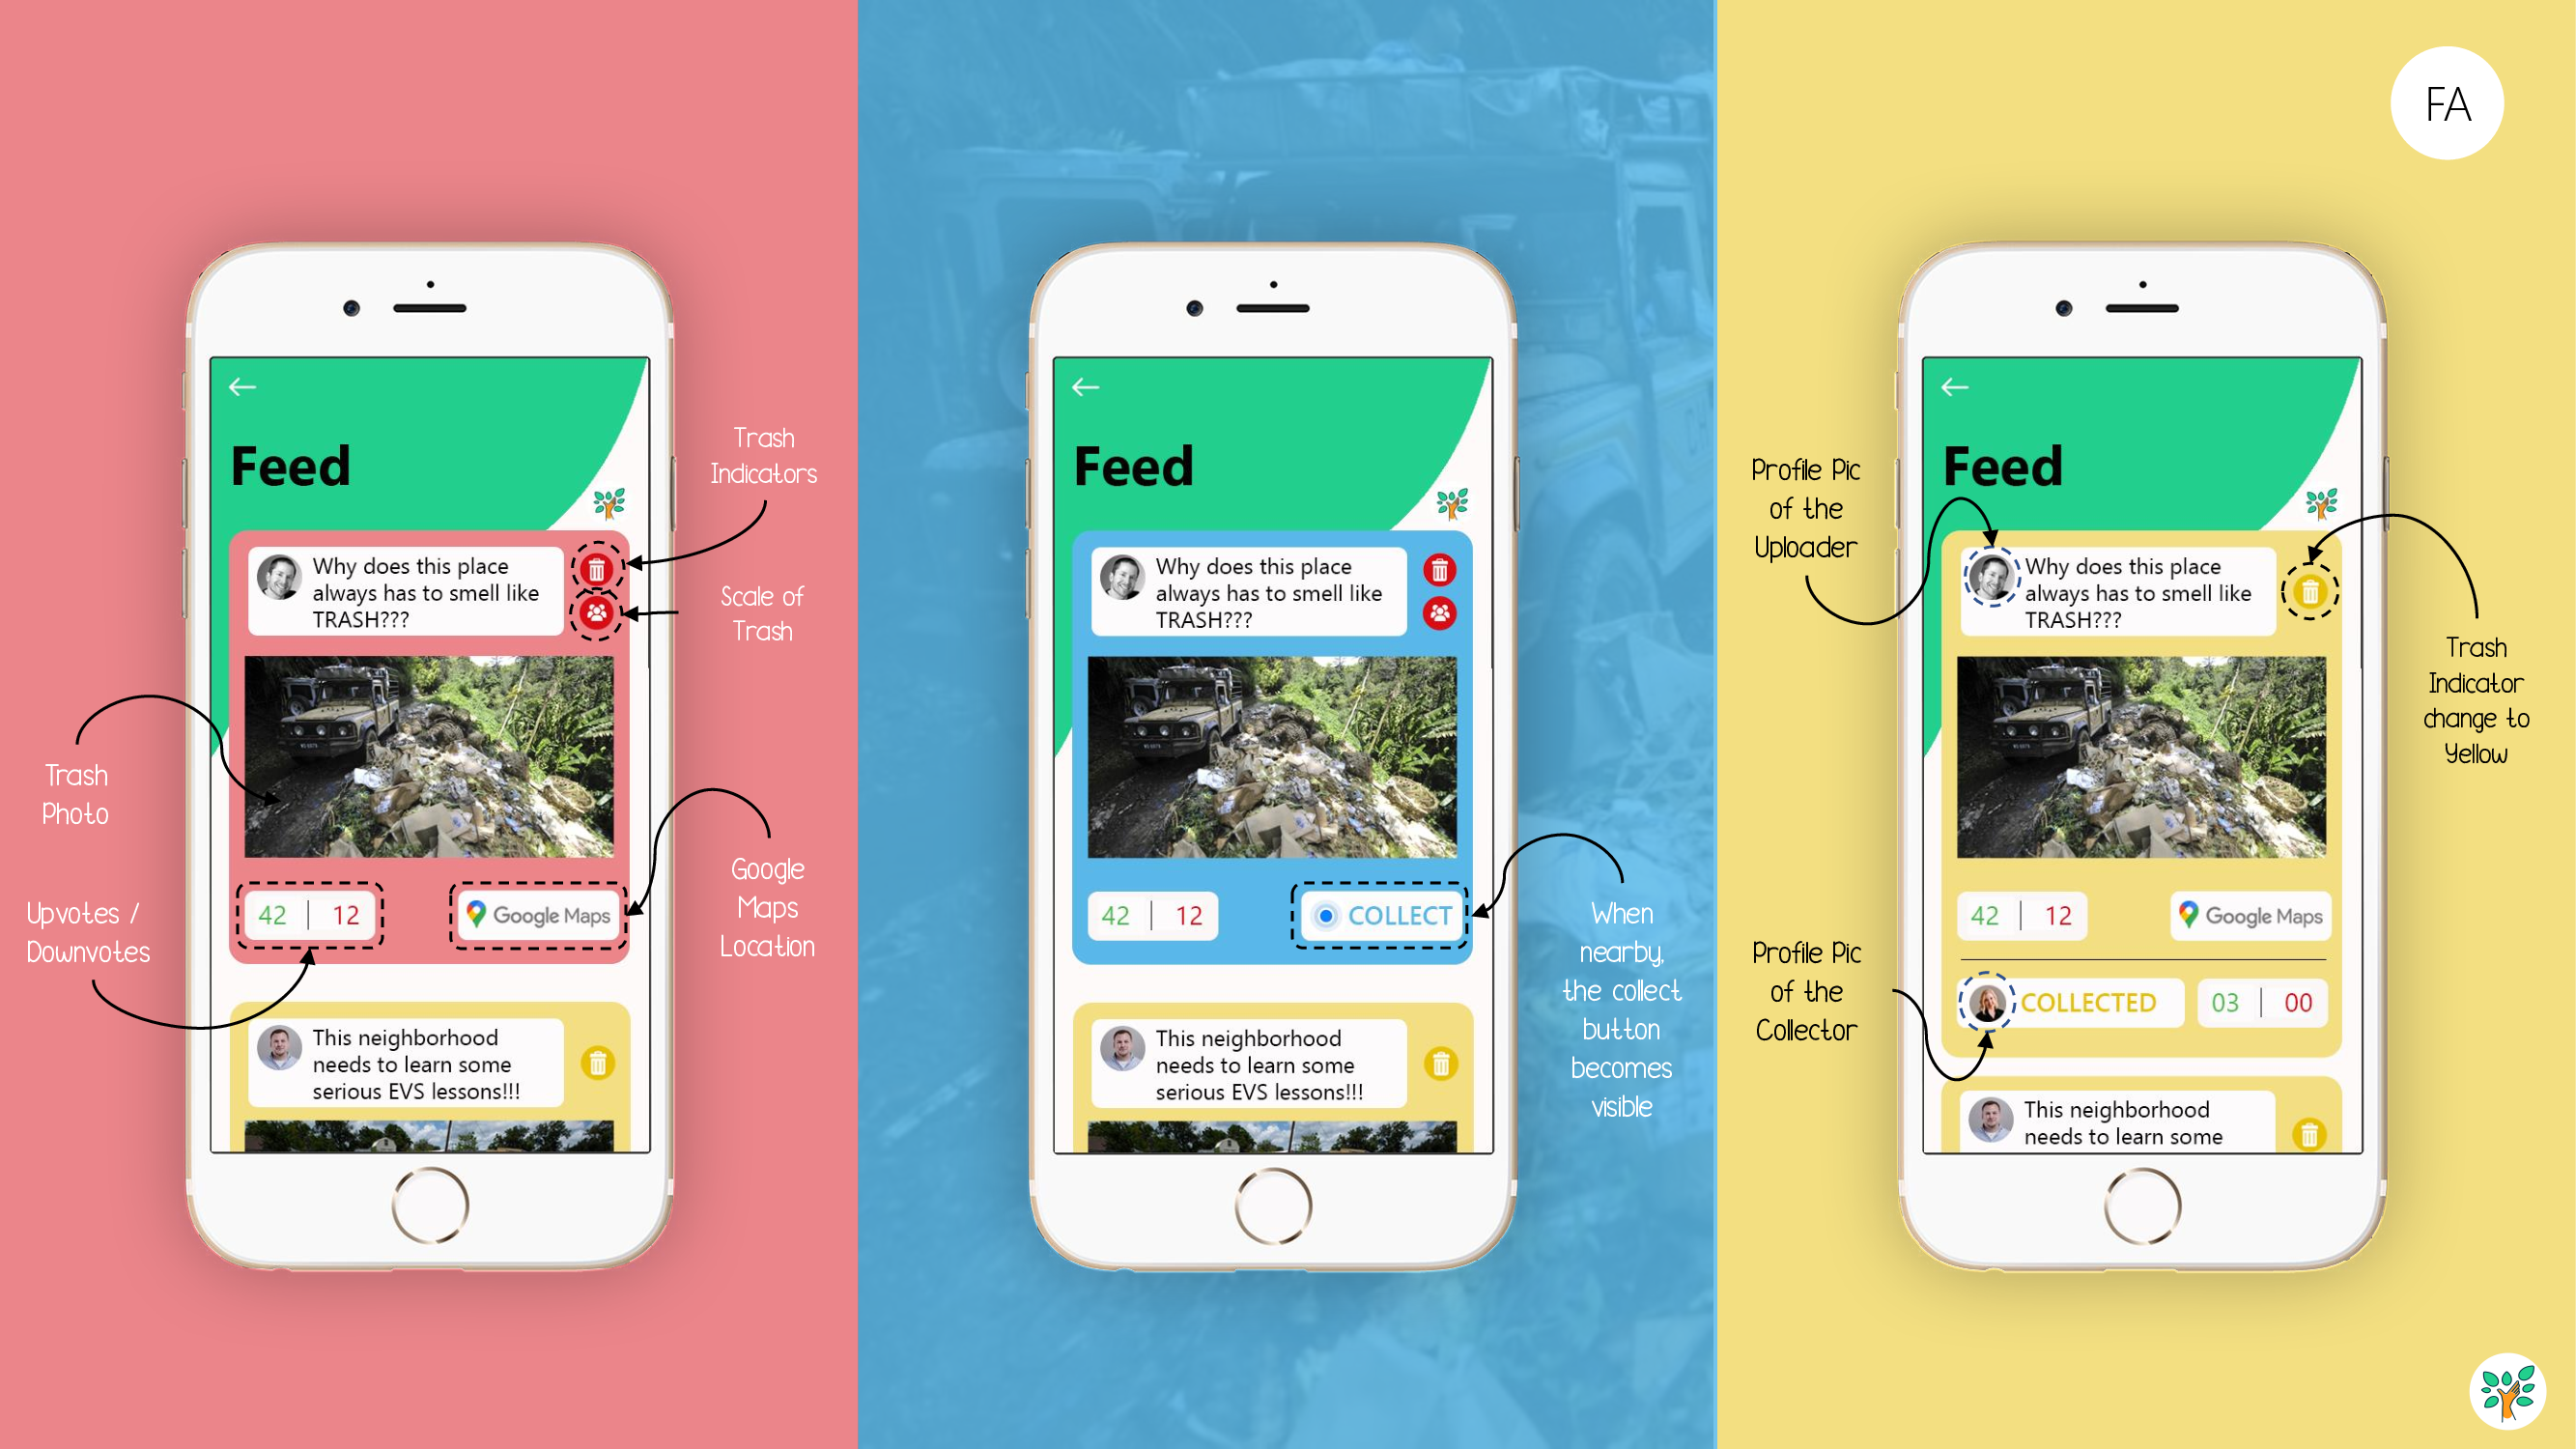 FA
Feed
Trash
Indicators
Why does this place
always has to smell like
TRASH???
Scale of
Trash
Trash
Photo
Google
Maps
Location
Upvotes /
Downvotes
42 | 12
Google Maps
This neighborhood
needs to learn some
serious EVS lessons!!!
Feed
Why does this place
always has to smell like
TRASH???
42 | 12
COLLECT
When
nearby,
the collect
button
becomes
visible
This neighborhood
needs to learn some
serious EVS lessons!!!
Profile Pic
of the
Uploader
Feed
Why does this place
always has to smell like
TRASH???
Trash
Indicator
change to
Yellow
42 | 12
Google Maps
Profile Pic
of the
Collector
COLLECTED
03 | 00
This neighborhood
needs to learn some